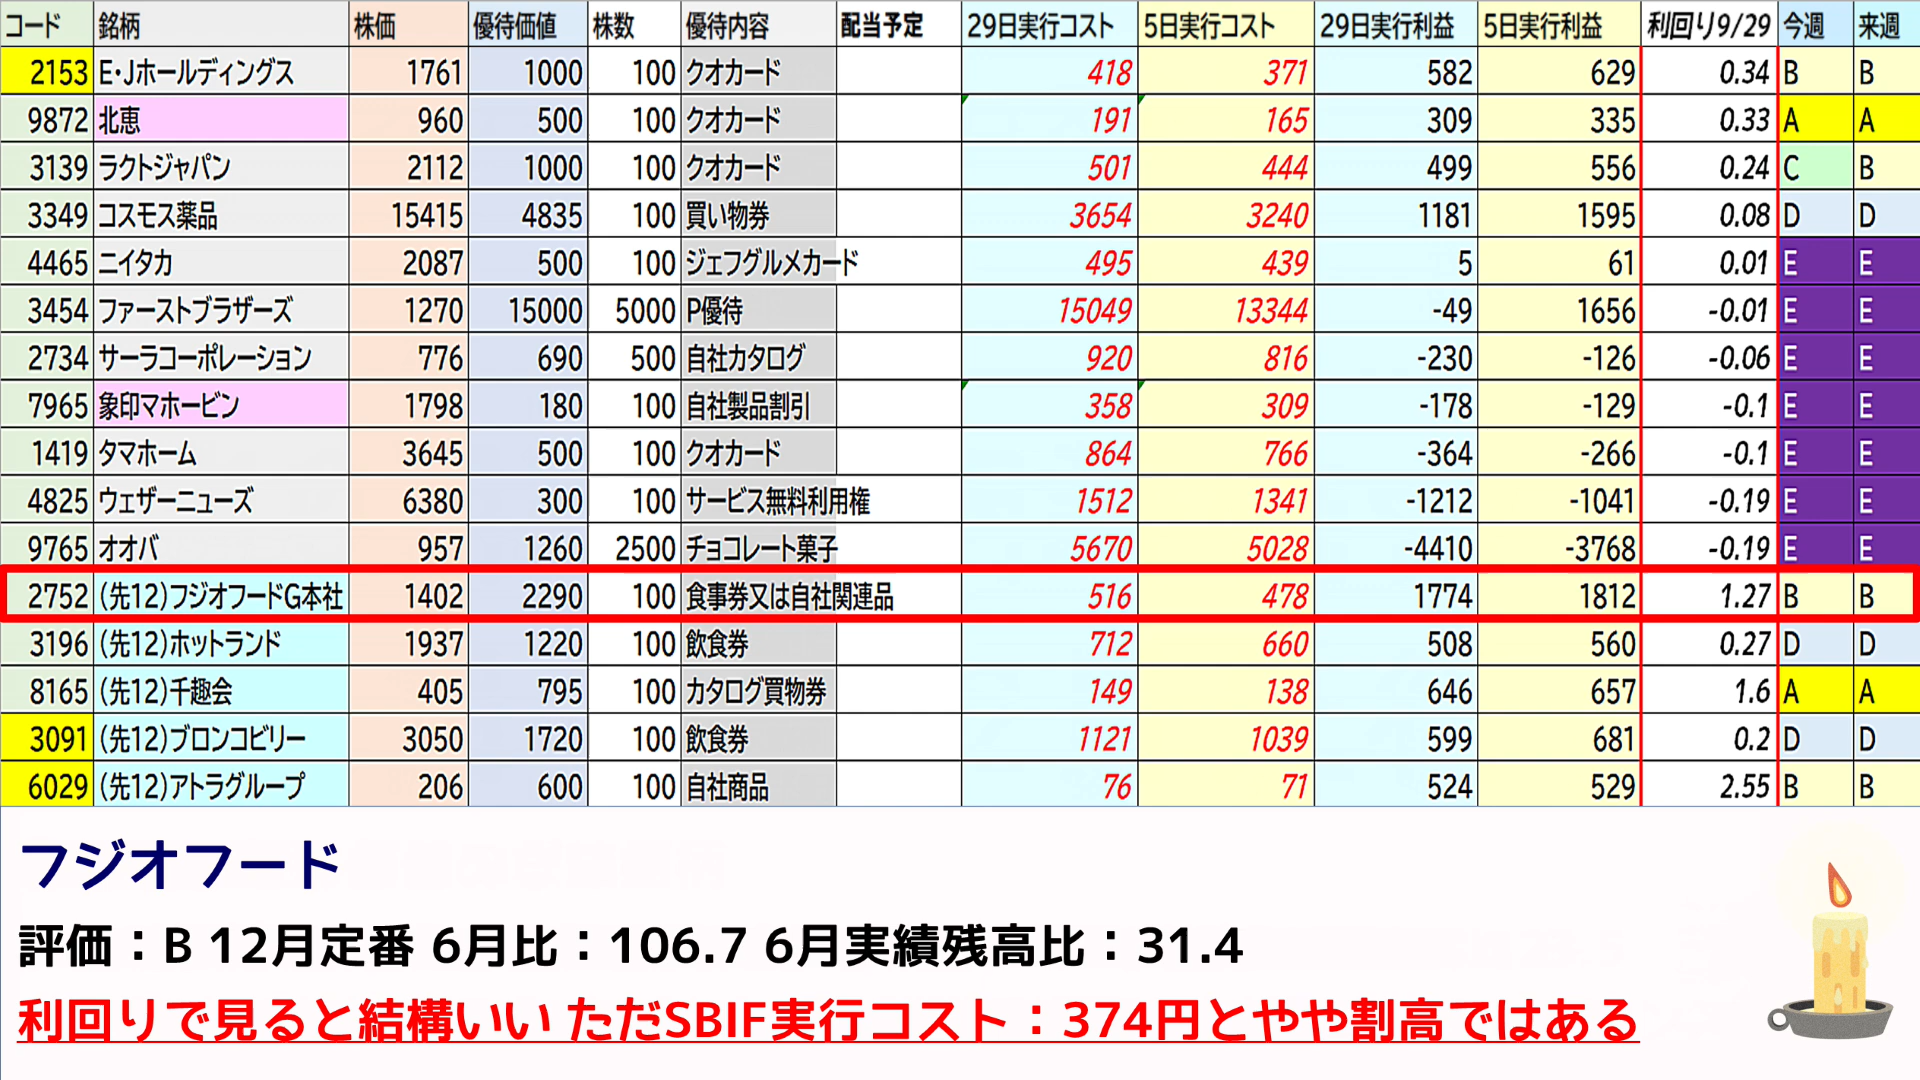 コード 銘柄 株価 優待価値 株数 優待内容 配当予定 29日実行コスト 5日実行コスト 29日実行利益 5日実行利益 利回り9/29 今週 来週
2153 E・Jホールディングス 1761 1000 100 クオカード 418 371 582 629 0.34 B B
9872 北恵 960 500 100 クオカード 191 165 309 335 0.33 A A
3139 ラクトジャパン 2112 1000 100 クオカード 501 444 499 556 0.24 C B
3349 コスモス薬品 15415 4835 100 買い物券 3654 3240 1181 1595 0.08 D D
4465 ニイタカ 2087 500 100 ジェフグルメカード 495 439 5 61 0.01 E E
3454 ファーストブラザーズ 1270 15000 5000 P優待 15049 13344 -49 1656 -0.01 E E
2734 サーラコーポレーション 776 690 500 自社カタログ 920 816 -230 -126 -0.06 E E
7965 象印マホービン 1798 180 100 自社製品割引 358 309 -178 -129 -0.1 E E
1419 タマホーム 3645 500 100 クオカード 864 766 -364 -266 -0.1 E E
4825 ウェザーニューズ 6380 300 100 サービス無料利用権 1512 1341 -1212 -1041 -0.19 E E
9765 オオバ 957 1260 2500 チョコレート菓子 5670 5028 -4410 -3768 -0.19 E E
2752 (先12)フジオフードG本社 1402 2290 100 食事券又は自社関連品 516 478 1774 1812 1.27 B B
3196 (先12)ホットランド 1937 1220 100 飲食券 712 660 508 560 0.27 D D
8165 (先12)千趣会 405 795 100 カタログ買物券 149 138 646 657 1.6 A A
3091 (先12)ブロンコビリー 3050 1720 100 飲食券 1121 1039 599 681 0.2 D D
6029 (先12)アトラグループ 206 600 100 自社商品 76 71 524 529 2.55 B B
フジオフード
評価：B 12月定番 6月比：106.7 6月実績残高比：31.4
利回りで見ると結構いい ただSBIF実行コスト：374円とやや割高ではある